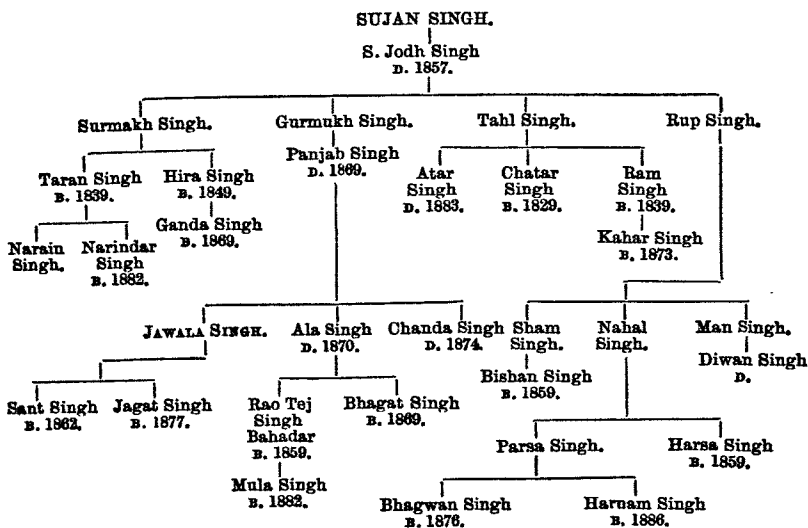 SUJAN SINGH.
S. Jodh Singh
D. 1857.
Surmakh Singh. Gurmukh Singh. Tahl Singh. Rup Singh.
Panjab Singh
D. 1869.
Taran Singh
B. 1839.
Hira Singh
B. 1849.
Atar
Singh
D. 1883.
Chatar
Singh
B. 1829.
Ram
Singh
B. 1839.
Ganda Singh
B. 1869.
Kahar Singh
B. 1873.
Narain
Singh.
Narindar
Singh
B. 1882.
JAWALA SINGH.
Ala Singh
D. 1870.
Chanda Singh
D. 1874.
Sham
Singh.
Nahal
Singh.
Man Singh.
Bishan Singh
B. 1859.
Diwan Singh
D.
Sant Singh
B. 1862.
Jagat Singh
B. 1877.
Rao Tej
Singh
Bahadar
B. 1859.
Bhagat Singh
B. 1869.
Mula Singh
B. 1882.
Parsa Singh.
Harsa Singh
B. 1859.
Bhagwan Singh
B. 1876.
Harnam Singh
B. 1886.